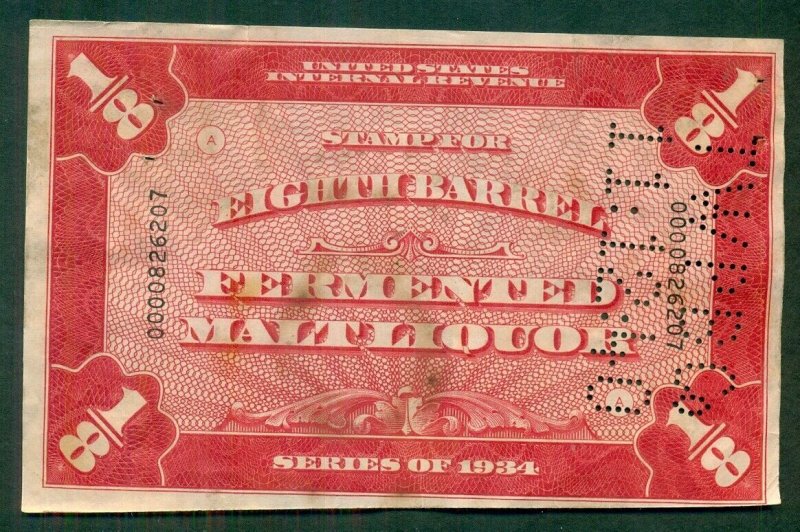 UNITED STATES
INTERNAL REVENUE
1/8
1/8
A
STAMP FOR
EIGHTH BARREL
0000826207
0000826207
FERMENTED
MALT LIQUOR
A
1/8
1/8
SERIES OF 1934